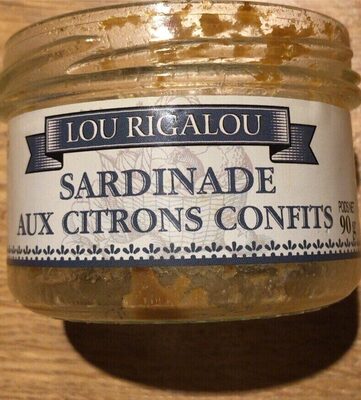 LOU RIGALOU
SARDINADE
AUX CITRONS CONFITS
POIDS NET
90 g